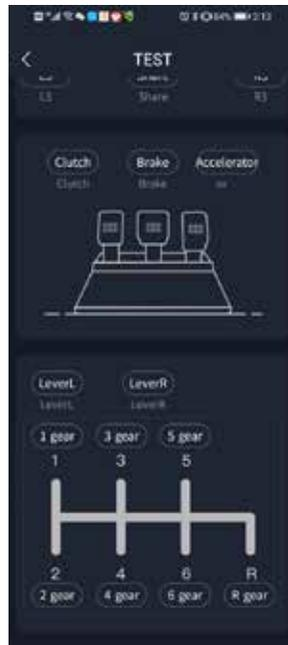 TEST
L3 Share R3
Clutch Brake Accelerator
Clutch Brake
LeverL LeverR
LeverL LeverR
1 gear 3 gear 5 gear
1 3 5
2 4 6 R
2 gear 4 gear 6 gear R gear